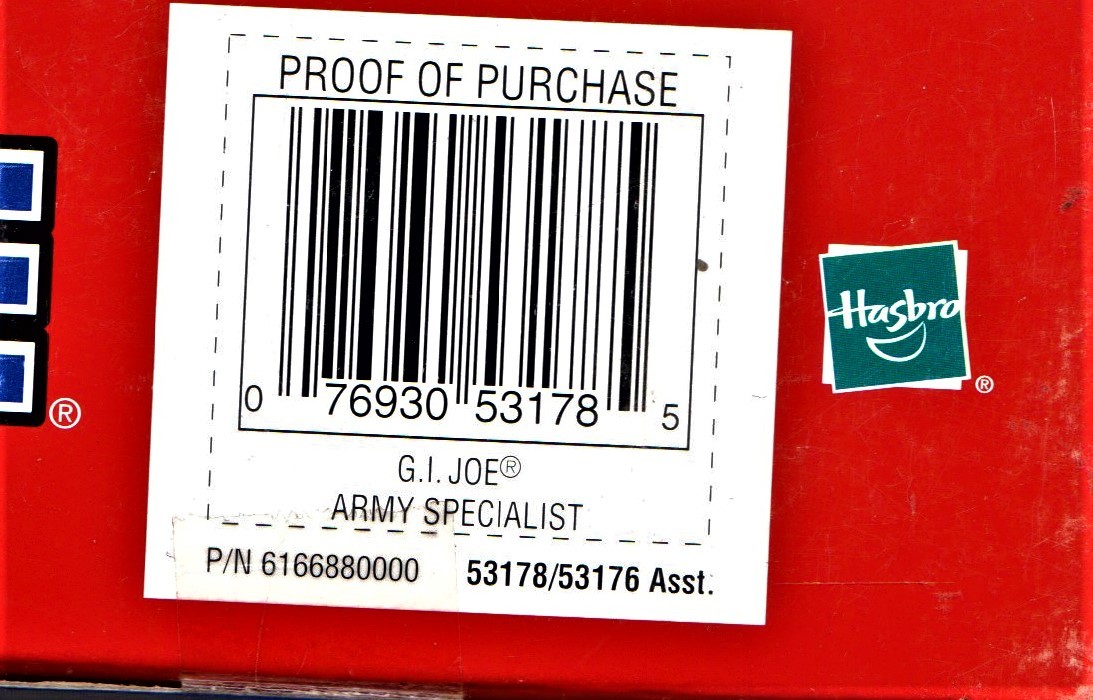 PROOF OF PURCHASE
0 76930 53178 5
G.I. JOE®
ARMY SPECIALIST
P/N 6166880000
53178/53176 Asst.
Hasbro
®
®